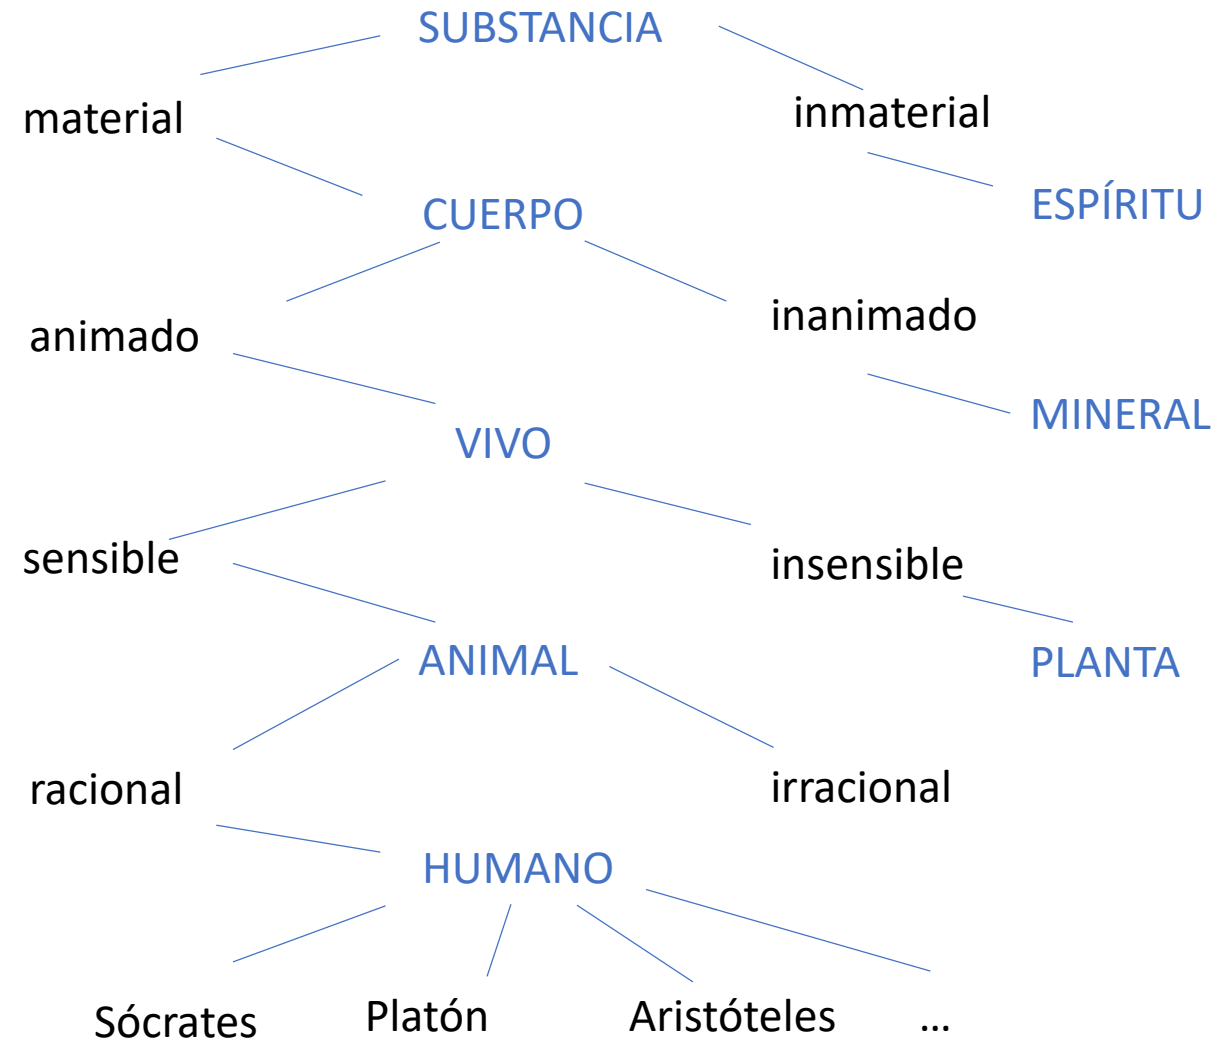 SUBSTANCIA
material
inmaterial
CUERPO
ESPÍRITU
animado
inanimado
VIVO
MINERAL
sensible
insensible
ANIMAL
PLANTA
racional
irracional
HUMANO
Sócrates
Platón
Aristóteles
...